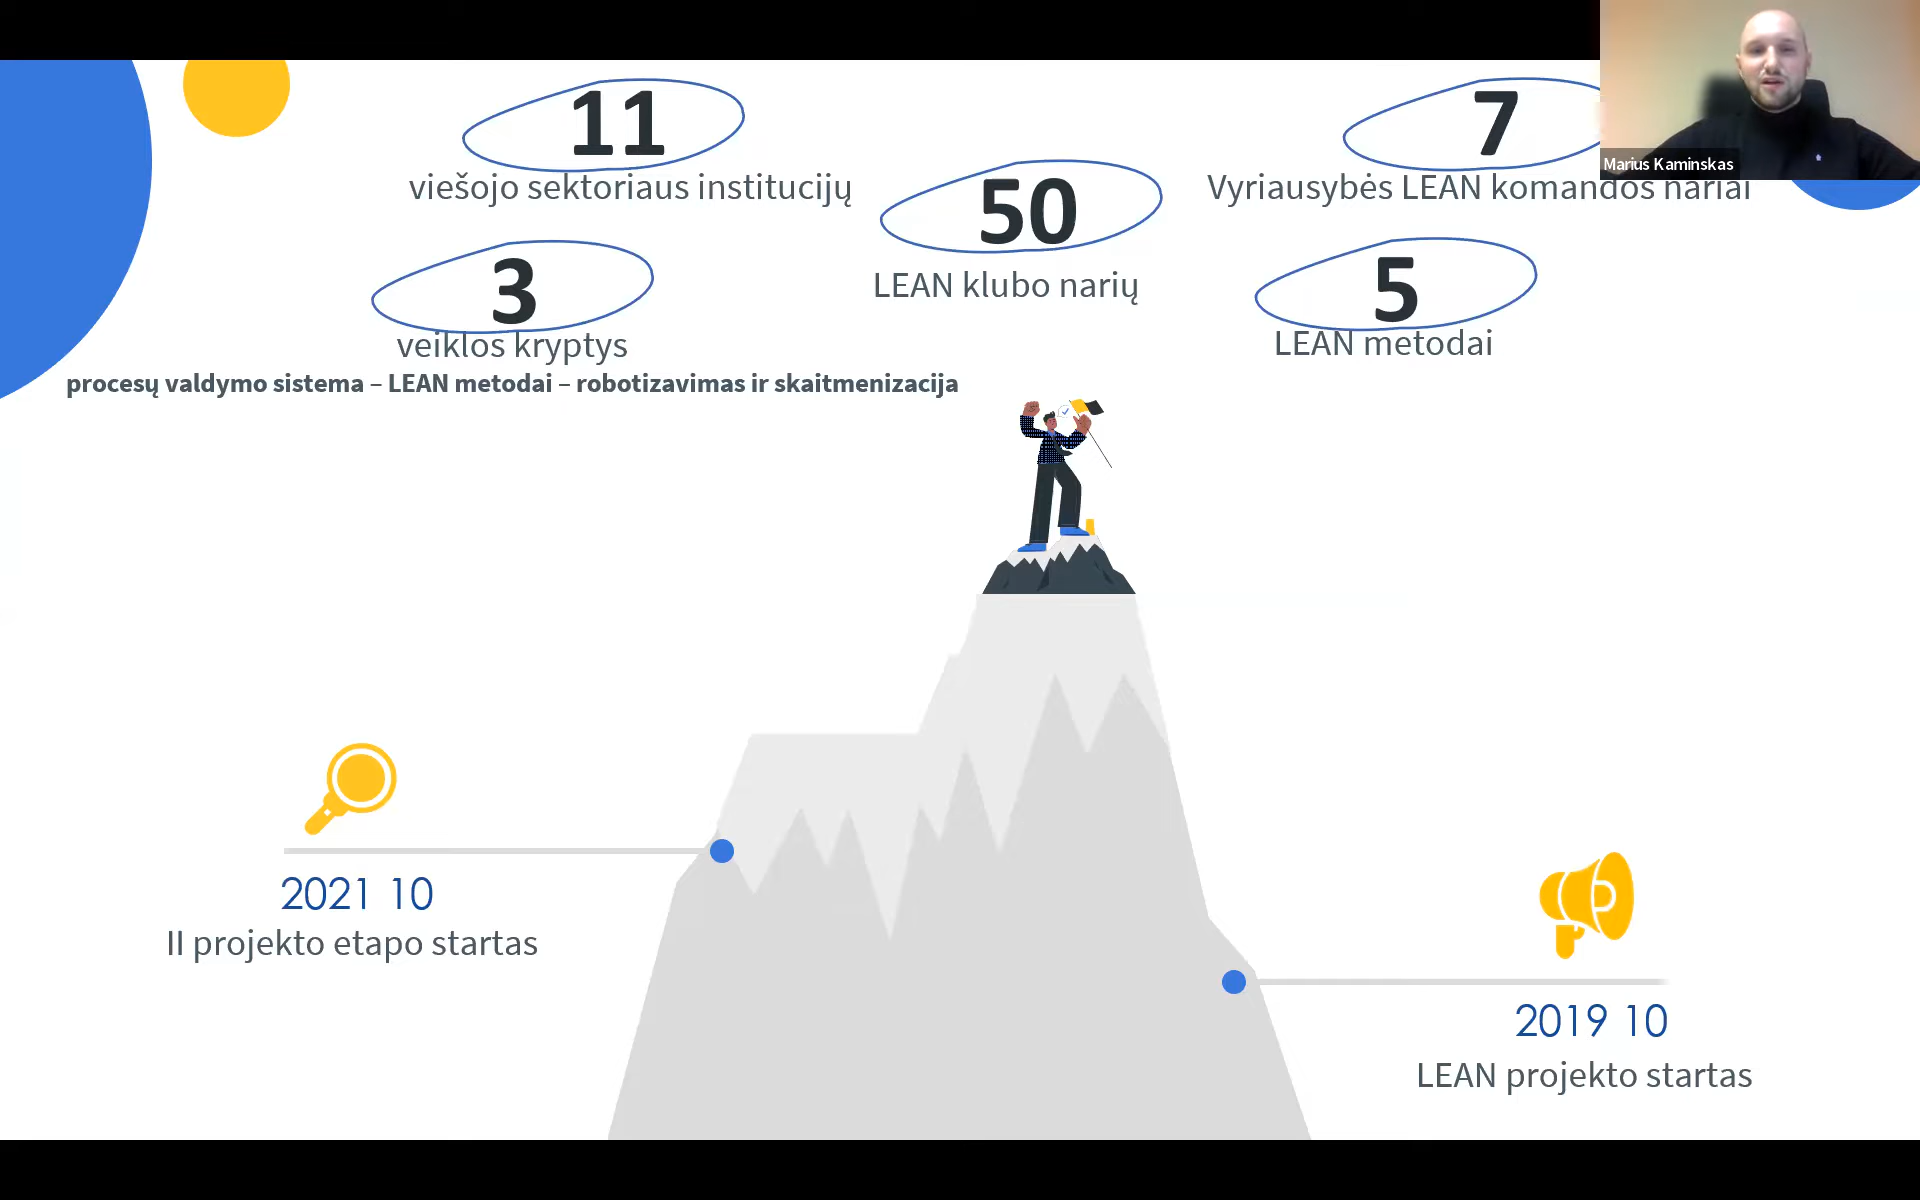 11
viešojo sektoriaus institucijų
50
LEAN klubo narių
7
Vyriausybės LEAN komandos nariai
Marius Kaminskas
3
veiklos kryptys
procesų valdymo sistema – LEAN metodai – robotizavimas ir skaitmenizacija
5
LEAN metodai
2021 10
II projekto etapo startas
2019 10
LEAN projekto startas